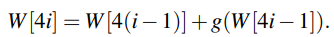 W[4i] = W[4(i − 1)] + g(W[4i − 1]).